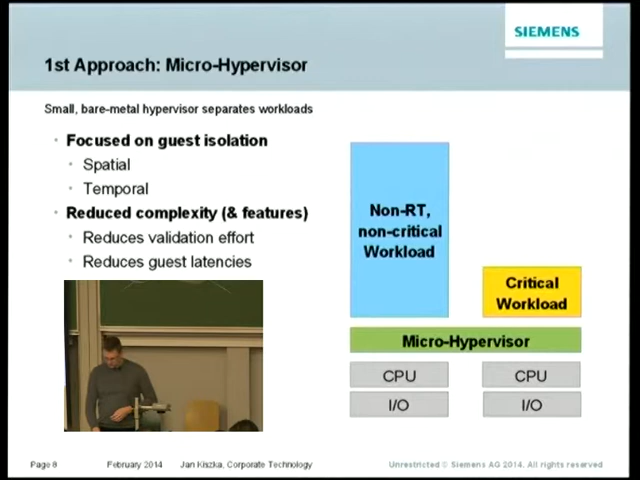 SIEMENS
1st Approach: Micro-Hypervisor
Small, bare-metal hypervisor separates workloads
Focused on guest isolation
Spatial
Temporal
Reduced complexity (& features)
Reduces validation effort
Reduces guest latencies
Non-RT,
non-critical
Workload
Critical
Workload
Micro-Hypervisor
CPU
CPU
I/O
I/O
Page 8 February 2014 Jan Kiszka, Corporate Technology Unrestricted © Siemens AG 2014. All rights reserved